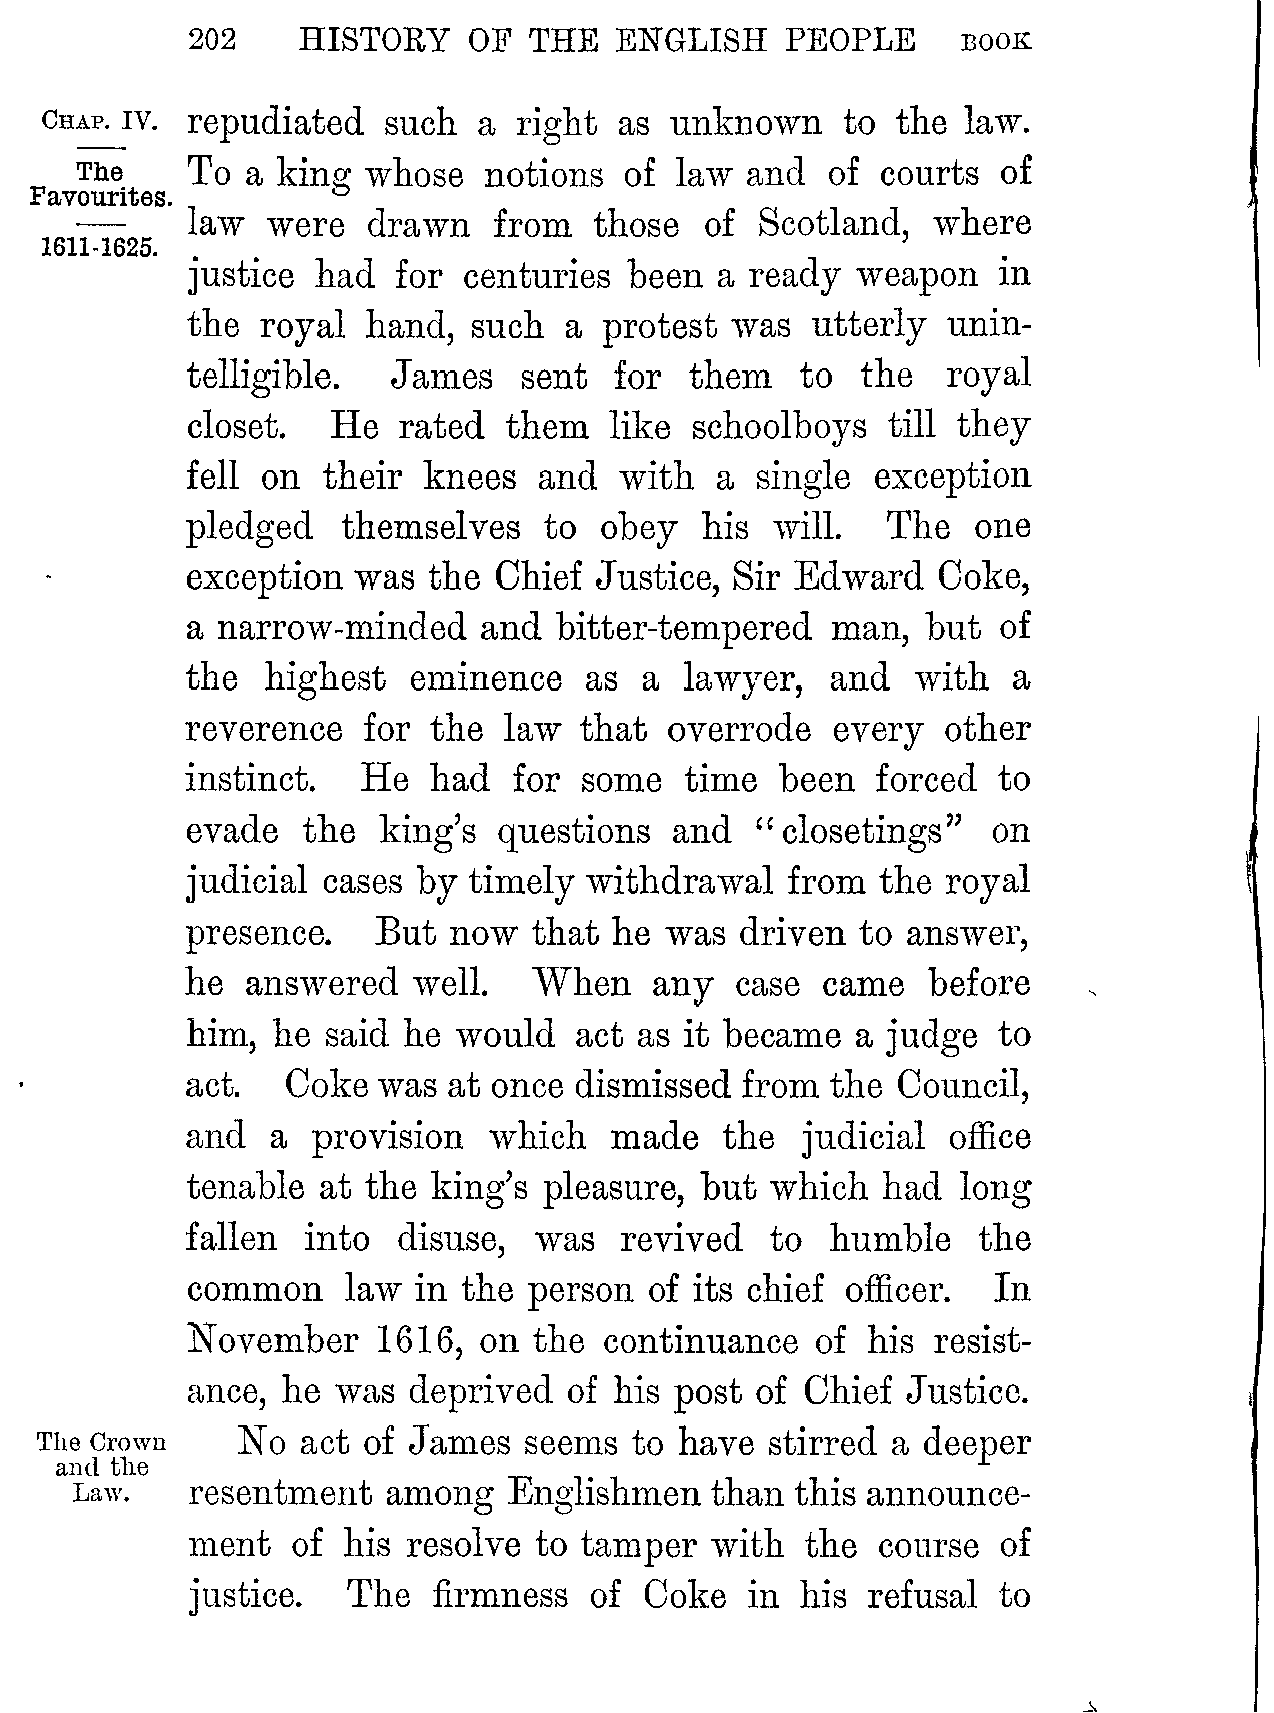 202 HISTORY OF THE ENGLISH PEOPLE BOOK
CHAP. IV.
The
Favourites.
1611-1625.
repudiated such a right as unknown to the law.
To a king whose notions of law and of courts of
law were drawn from those of Scotland, where
justice had for centuries been a ready weapon in
the royal hand, such a protest was utterly unin-
telligible. James sent for them to the royal
closet. He rated them like schoolboys till they
fell on their knees and with a single exception
pledged themselves to obey his will. The one
exception was the Chief Justice, Sir Edward Coke,
a narrow-minded and bitter-tempered man, but of
the highest eminence as a lawyer, and with a
reverence for the law that overrode every other
instinct. He had for some time been forced to
evade the king's questions and "closetings" on
judicial cases by timely withdrawal from the royal
presence. But now that he was driven to answer,
he answered well. When any case came before
him, he said he would act as it became a judge to
act. Coke was at once dismissed from the Council,
and a provision which made the judicial office
tenable at the king's pleasure, but which had long
fallen into disuse, was revived to humble the
common law in the person of its chief officer. In
November 1616, on the continuance of his resist-
ance, he was deprived of his post of Chief Justice.
The Crown
and the
Law.
No act of James seems to have stirred a deeper
resentment among Englishmen than this announce-
ment of his resolve to tamper with the course of
justice. The firmness of Coke in his refusal to